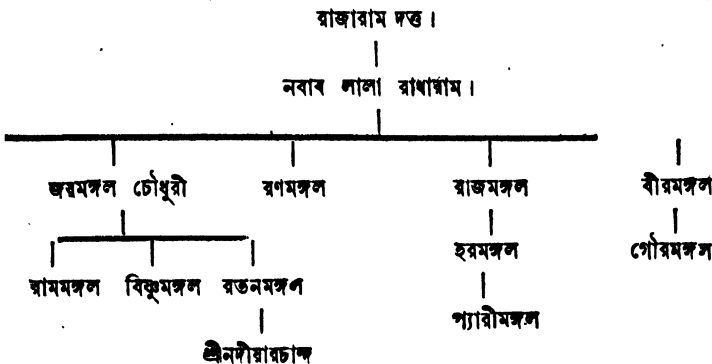 রাজারাম দত্ত।
নবাব লালা রাধারাম।
জয়মঙ্গল চৌধুরী রণমঙ্গল রাজমঙ্গল বীরমঙ্গল
হরমঙ্গল গৌরমঙ্গল
রামমঙ্গল বিষ্ণুমঙ্গল রতনমঙ্গল
প্যারীমঙ্গল
শ্রীনদীয়ারচান্দ